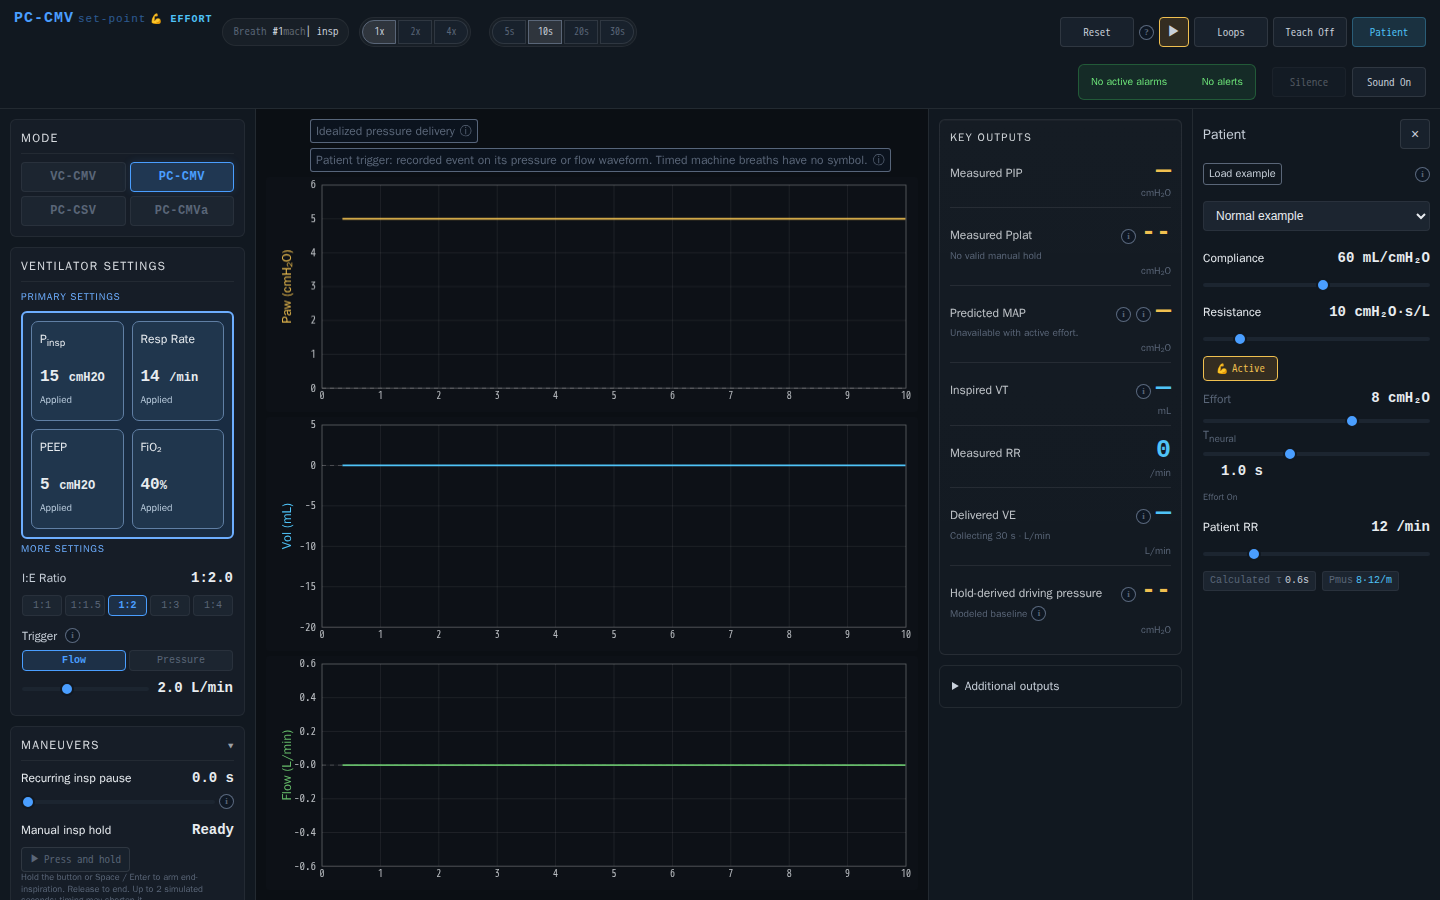 PC-CMV set-point 💪 EFFORT
Breath #1 mach | insp
1x 2x 4x
5s 10s 20s 30s
Reset ? ▶ Loops Teach Off Patient
No active alarms No alerts
Silence Sound On
MODE
VC-CMV PC-CMV
PC-CSV PC-CMVa
VENTILATOR SETTINGS
PRIMARY SETTINGS
Pinsp
15 cmH2O
Applied
Resp Rate
14 /min
Applied
PEEP
5 cmH2O
Applied
FiO₂
40%
Applied
MORE SETTINGS
I:E Ratio 1:2.0
1:1 1:1.5 1:2 1:3 1:4
Trigger ⓘ
Flow Pressure
2.0 L/min
MANEUVERS ▾
Recurring insp pause 0.0 s
ⓘ
Manual insp hold Ready
▶ Press and hold
Hold the button or Space / Enter to arm end-
inspiration. Release to end. Up to 2 simulated
Idealized pressure delivery ⓘ
Patient trigger: recorded event on its pressure or flow waveform. Timed machine breaths have no symbol. ⓘ
Paw (cmH₂O)
6
5
4
3
2
1
0
0 1 2 3 4 5 6 7 8 9 10
Vol (mL)
5
0
−5
−10
−15
−20
0 1 2 3 4 5 6 7 8 9 10
Flow (L/min)
0.6
0.4
0.2
−0.0
−0.2
−0.4
−0.6
0 1 2 3 4 5 6 7 8 9 10
KEY OUTPUTS
Measured PIP —
cmH₂O
Measured Pplat ⓘ --
No valid manual hold
cmH₂O
Predicted MAP ⓘ ⓘ —
Unavailable with active effort.
cmH₂O
Inspired VT ⓘ —
mL
Measured RR 0
/min
Delivered VE ⓘ —
Collecting 30 s · L/min
L/min
Hold-derived driving pressure ⓘ --
Modeled baseline ⓘ
cmH₂O
▶ Additional outputs
Patient ×
Load example ⓘ
Normal example
Compliance 60 mL/cmH₂O
Resistance 10 cmH₂O·s/L
💪 Active
Effort 8 cmH₂O
Tneural
1.0 s
Effort On
Patient RR 12 /min
Calculated τ 0.6s Pmus 8·12/m